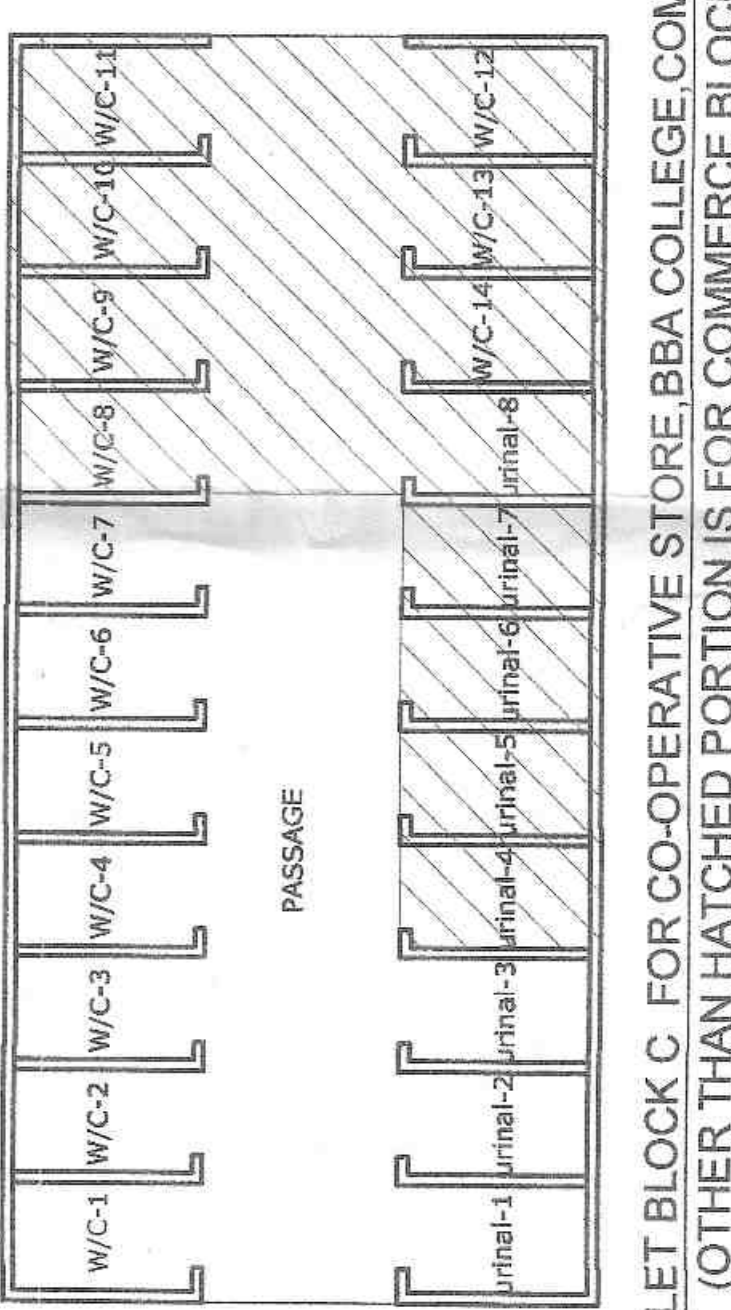 W/C-1 W/C-2 W/C-3 W/C-4 W/C-5 W/C-6 W/C-7 W/C-8 W/C-9 W/C-10 W/C-11
PASSAGE
urinal-1 urinal-2 urinal-3 urinal-4 urinal-5 urinal-6 urinal-7 urinal-8 W/C-14 W/C-13 W/C-12
LET BLOCK C FOR CO-OPERATIVE STORE,BBA COLLEGE,COM
(OTHER THAN HATCHED PORTION IS FOR COMMERCE BLOC